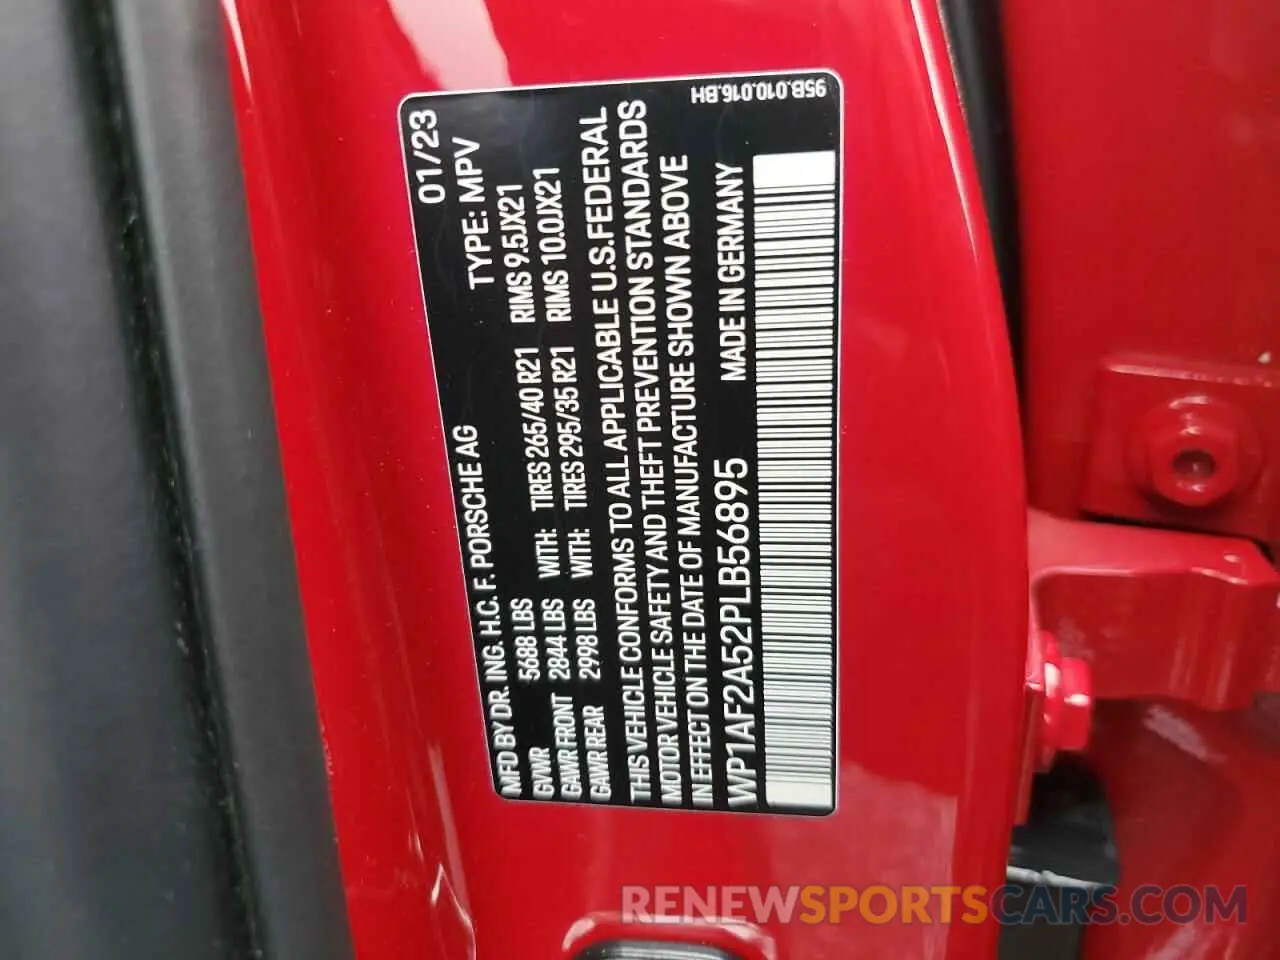 MFD BY DR. ING. H.C. F. PORSCHE AG 01/23
TYPE: MPV
GVWR 5688 LBS
GAWR FRONT 2844 LBS WITH: TIRES 265/40 R21 RIMS 9.5JX21
GAWR REAR 2998 LBS WITH: TIRES 295/35 R21 RIMS 10.0JX21
THIS VEHICLE CONFORMS TO ALL APPLICABLE U.S. FEDERAL
MOTOR VEHICLE SAFETY AND THEFT PREVENTION STANDARDS
IN EFFECT ON THE DATE OF MANUFACTURE SHOWN ABOVE
WP1AF2A52PLB56895 MADE IN GERMANY
95B.010.016.BH
RENEWSPORTSCARS.COM